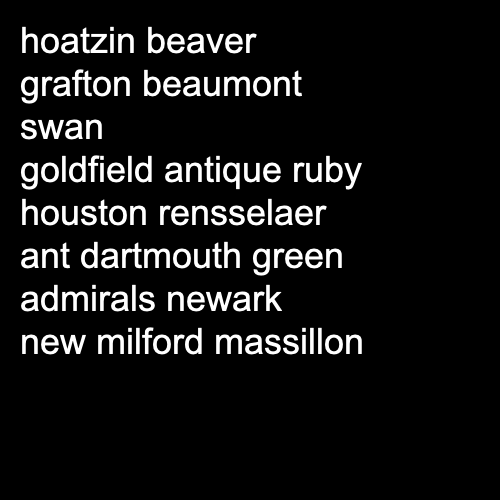 hoatzin beaver
grafton beaumont
swan
goldfield antique ruby
houston rensselaer
ant dartmouth green
admirals newark
new milford massillon